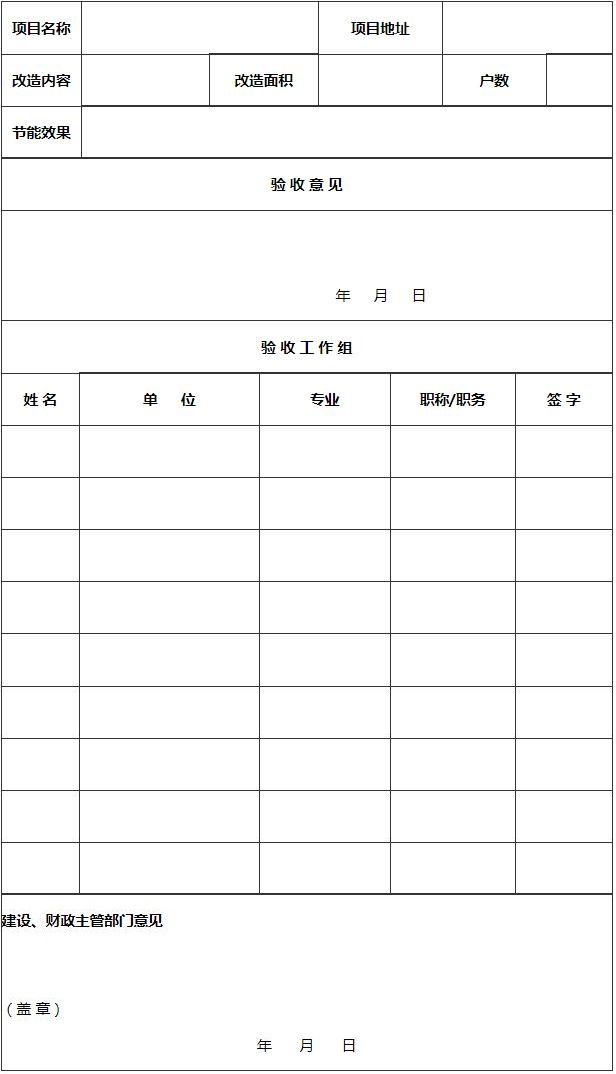 项目名称 项目地址
改造内容 改造面积 户数
节能效果
验 收 意 见
年 月 日
验 收 工 作 组
姓 名 单 位 专业 职称/职务 签 字
建设、财政主管部门意见
( 盖 章 )
年 月 日